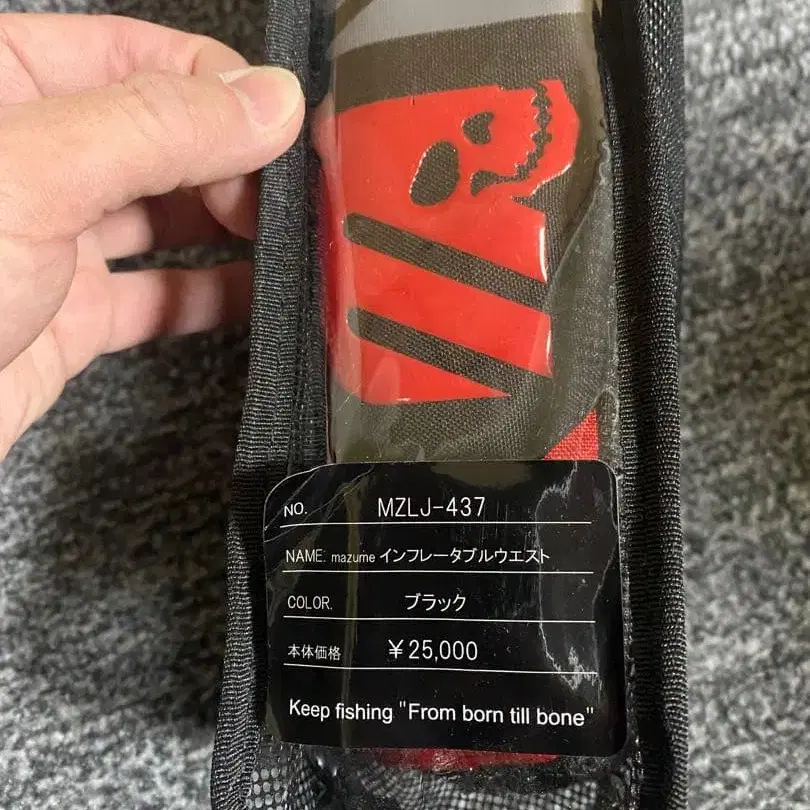 NO. MZLJ-437
NAME. mazume インフレータブルウエスト
COLOR. ブラック
本体価格 ￥25,000
Keep fishing "From born till bone"